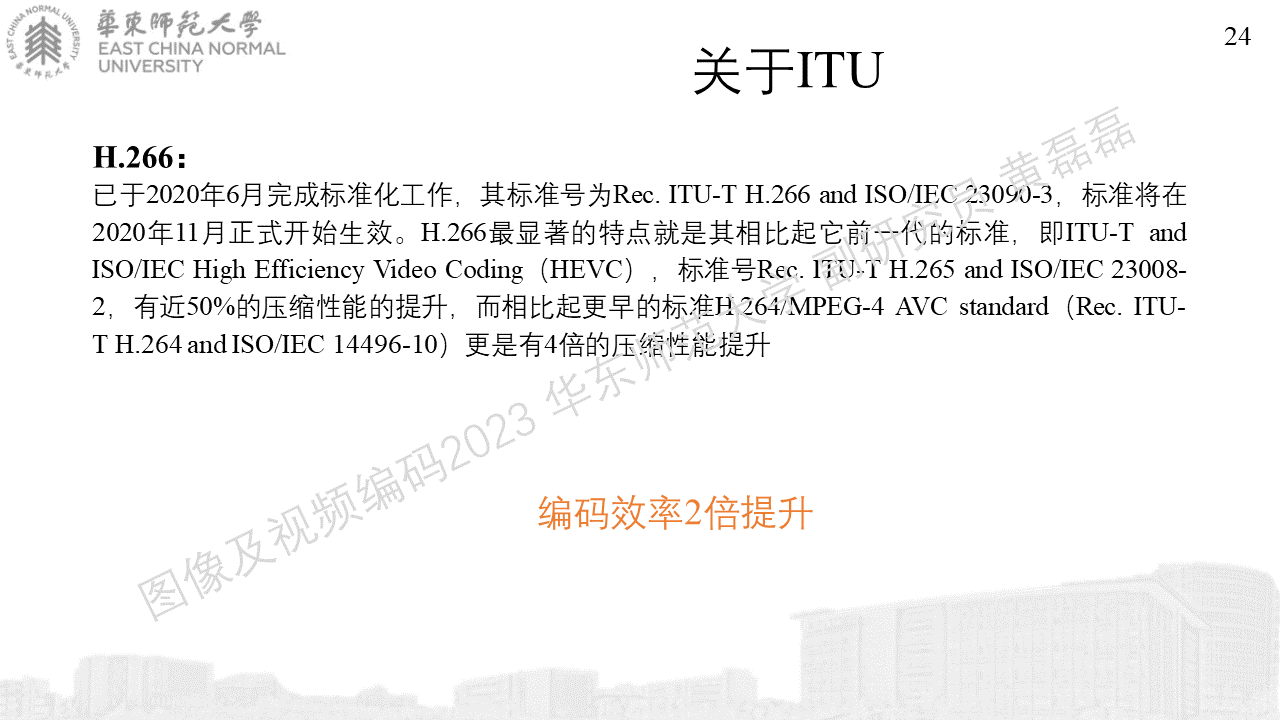 華東師範大學
EAST CHINA NORMAL
UNIVERSITY
EAST CHINA NORMAL UNIVERSITY
華東师范大學
24
关于ITU
H.266：
已于2020年6月完成标准化工作，其标准号为Rec. ITU-T H.266 and ISO/IEC 23090-3，标准将在
2020年11月正式开始生效。H.266最显著的特点就是其相比起它前一代的标准，即ITU-T and
ISO/IEC High Efficiency Video Coding（HEVC），标准号Rec. ITU-T H.265 and ISO/IEC 23008-
2，有近50%的压缩性能的提升，而相比起更早的标准H.264/MPEG-4 AVC standard（Rec. ITU-
T H.264 and ISO/IEC 14496-10）更是有4倍的压缩性能提升
图像及视频编码2023 华东师范大学 副研究员 黄磊磊
编码效率2倍提升